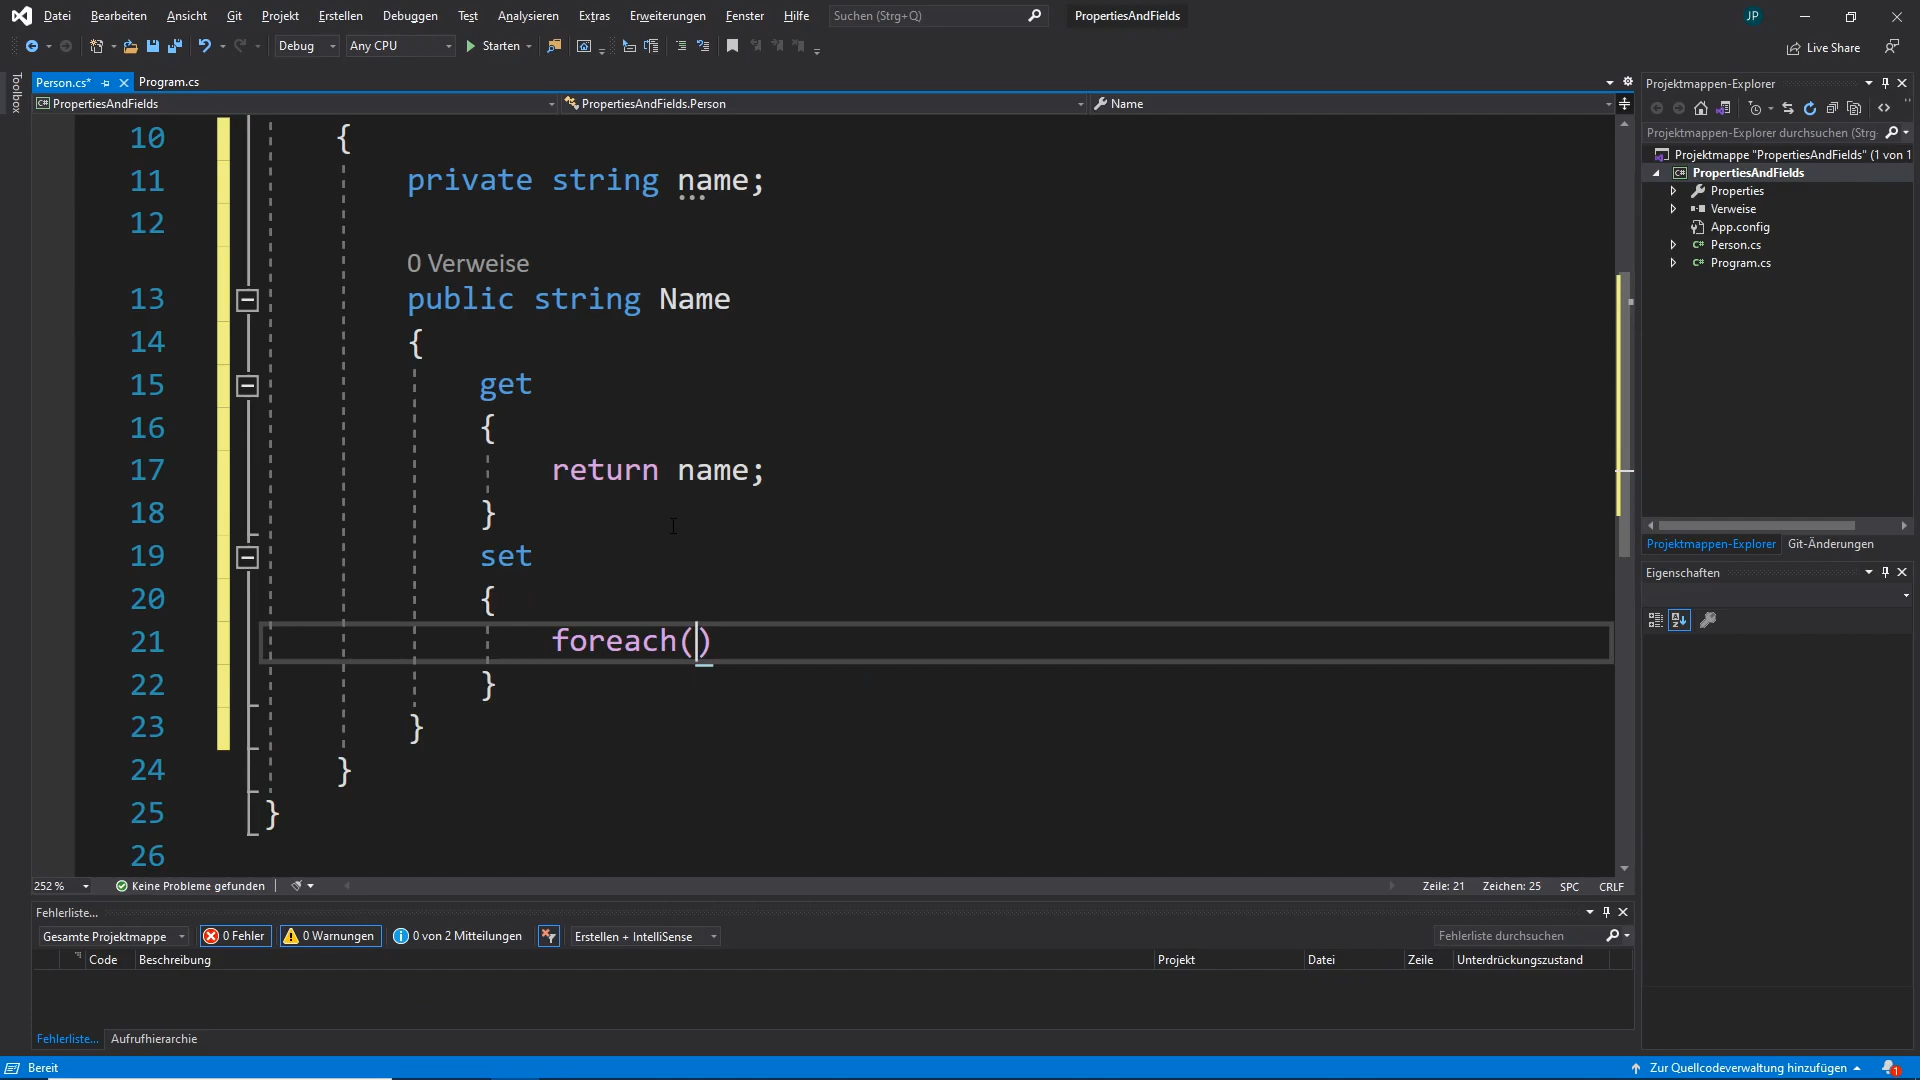 Datei Bearbeiten Ansicht Git Projekt Erstellen Debuggen Test Analysieren Extras Erweiterungen Fenster Hilfe Suchen (Strg+Q) PropertiesAndFields JP
Debug Any CPU Starten Live Share
Toolbox
Person.cs* Program.cs
PropertiesAndFields PropertiesAndFields.Person Name
10 {
11 private string name;
12
0 Verweise
13 public string Name
14 {
15 get
16 {
17 return name;
18 }
19 set
20 {
21 foreach()
22 }
23 }
24 }
25 }
26
252 % Keine Probleme gefunden Zeile: 21 Zeichen: 25 SPC CRLF
Fehlerliste...
Gesamte Projektmappe 0 Fehler 0 Warnungen 0 von 2 Mitteilungen Erstellen + IntelliSense Fehlerliste durchsuchen
Code Beschreibung Projekt Datei Zeile Unterdrückungszustand
Fehlerliste... Aufrufhierarchie
Bereit Zur Quellcodeverwaltung hinzufügen 1
Projektmappen-Explorer
Projektmappen-Explorer durchsuchen (Strg
Projektmappe "PropertiesAndFields" (1 von 1
PropertiesAndFields
Properties
Verweise
App.config
Person.cs
Program.cs
Projektmappen-Explorer Git-Änderungen
Eigenschaften